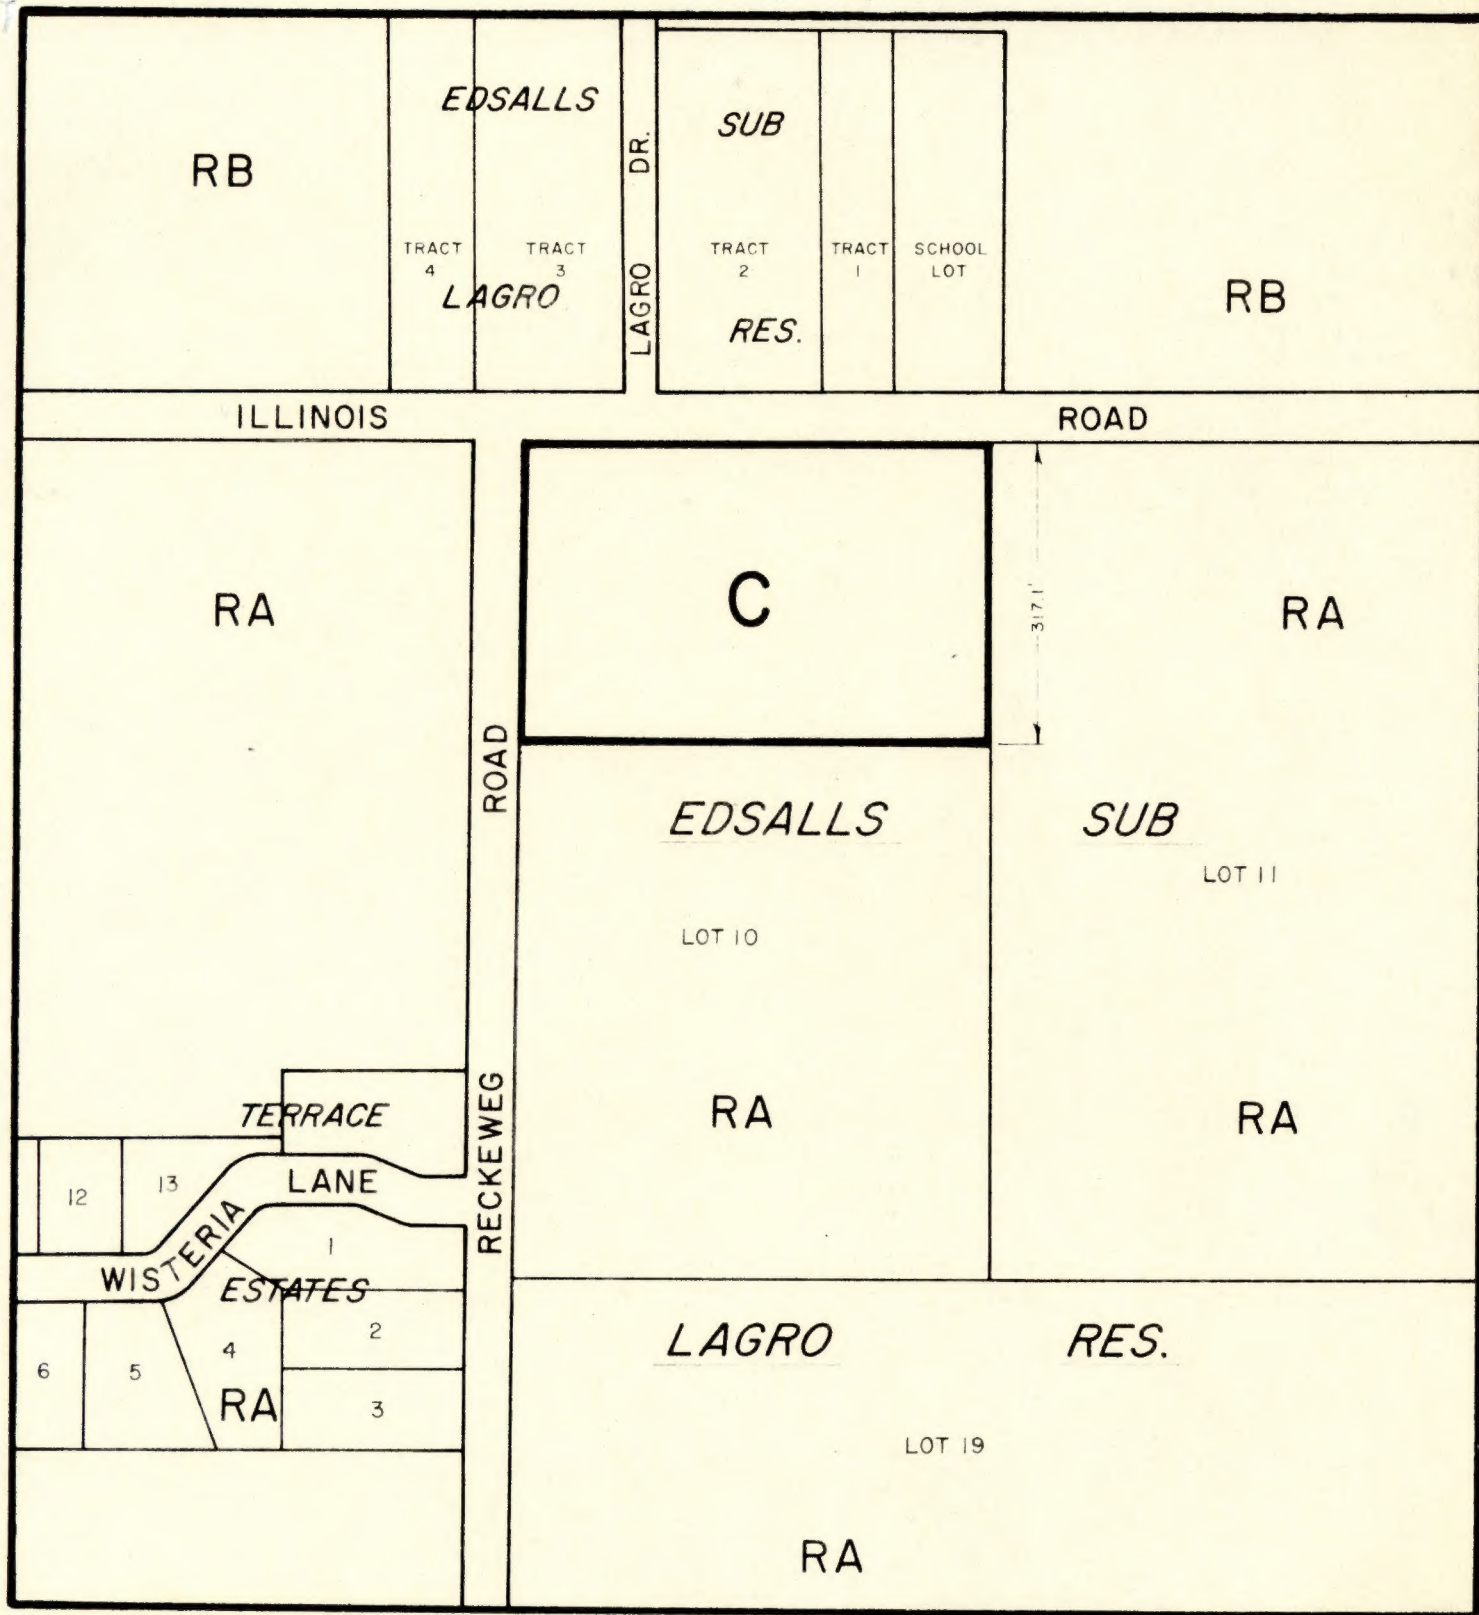 EDSALLS
SUB
RB
LAGRO DR.
TRACT
4
TRACT
3
TRACT
2
TRACT
1
SCHOOL
LOT
LAGRO
RES.
RB
ILLINOIS ROAD
RA
C
317.1'
RA
RECKEWEG ROAD
EDSALLS SUB
LOT 11
LOT 10
RA
RA
TERRACE
12
13
WISTERIA LANE
1
ESTATES
2
4
6
5
RA
3
LAGRO RES.
LOT 19
RA